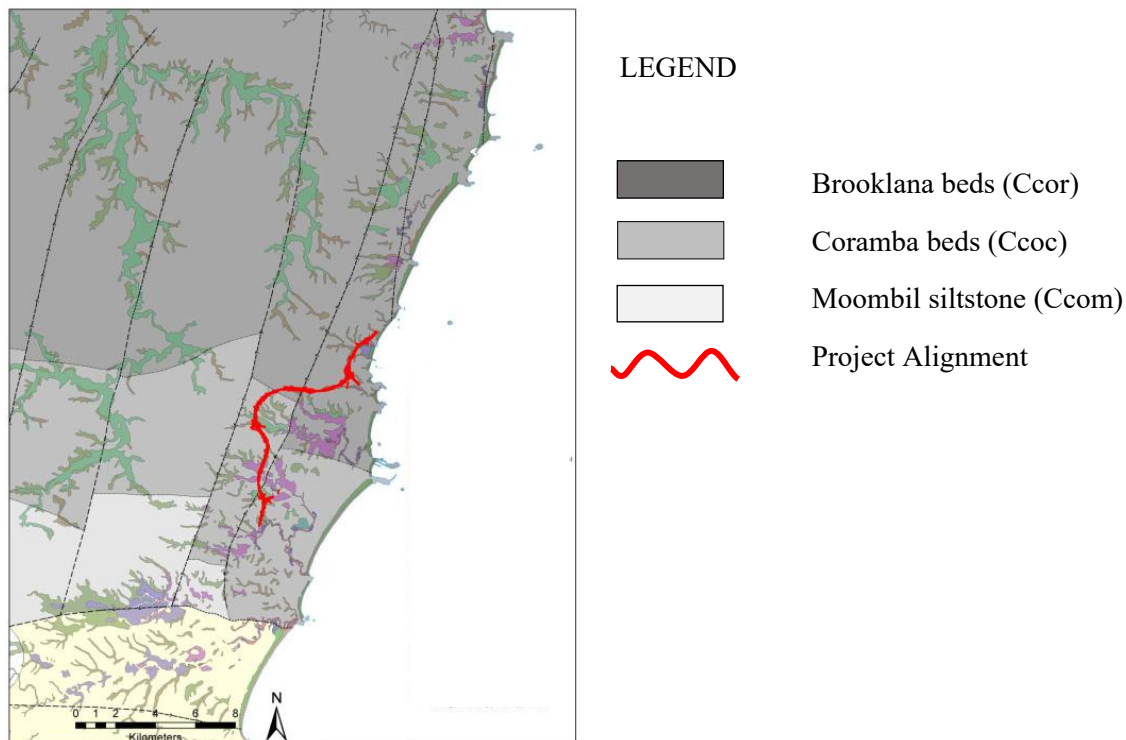 LEGEND
Brooklana beds (Ccor)
Coramba beds (Ccoc)
Moombil siltstone (Ccom)
Project Alignment
N
0 1 2 4 6 8
Kilometers